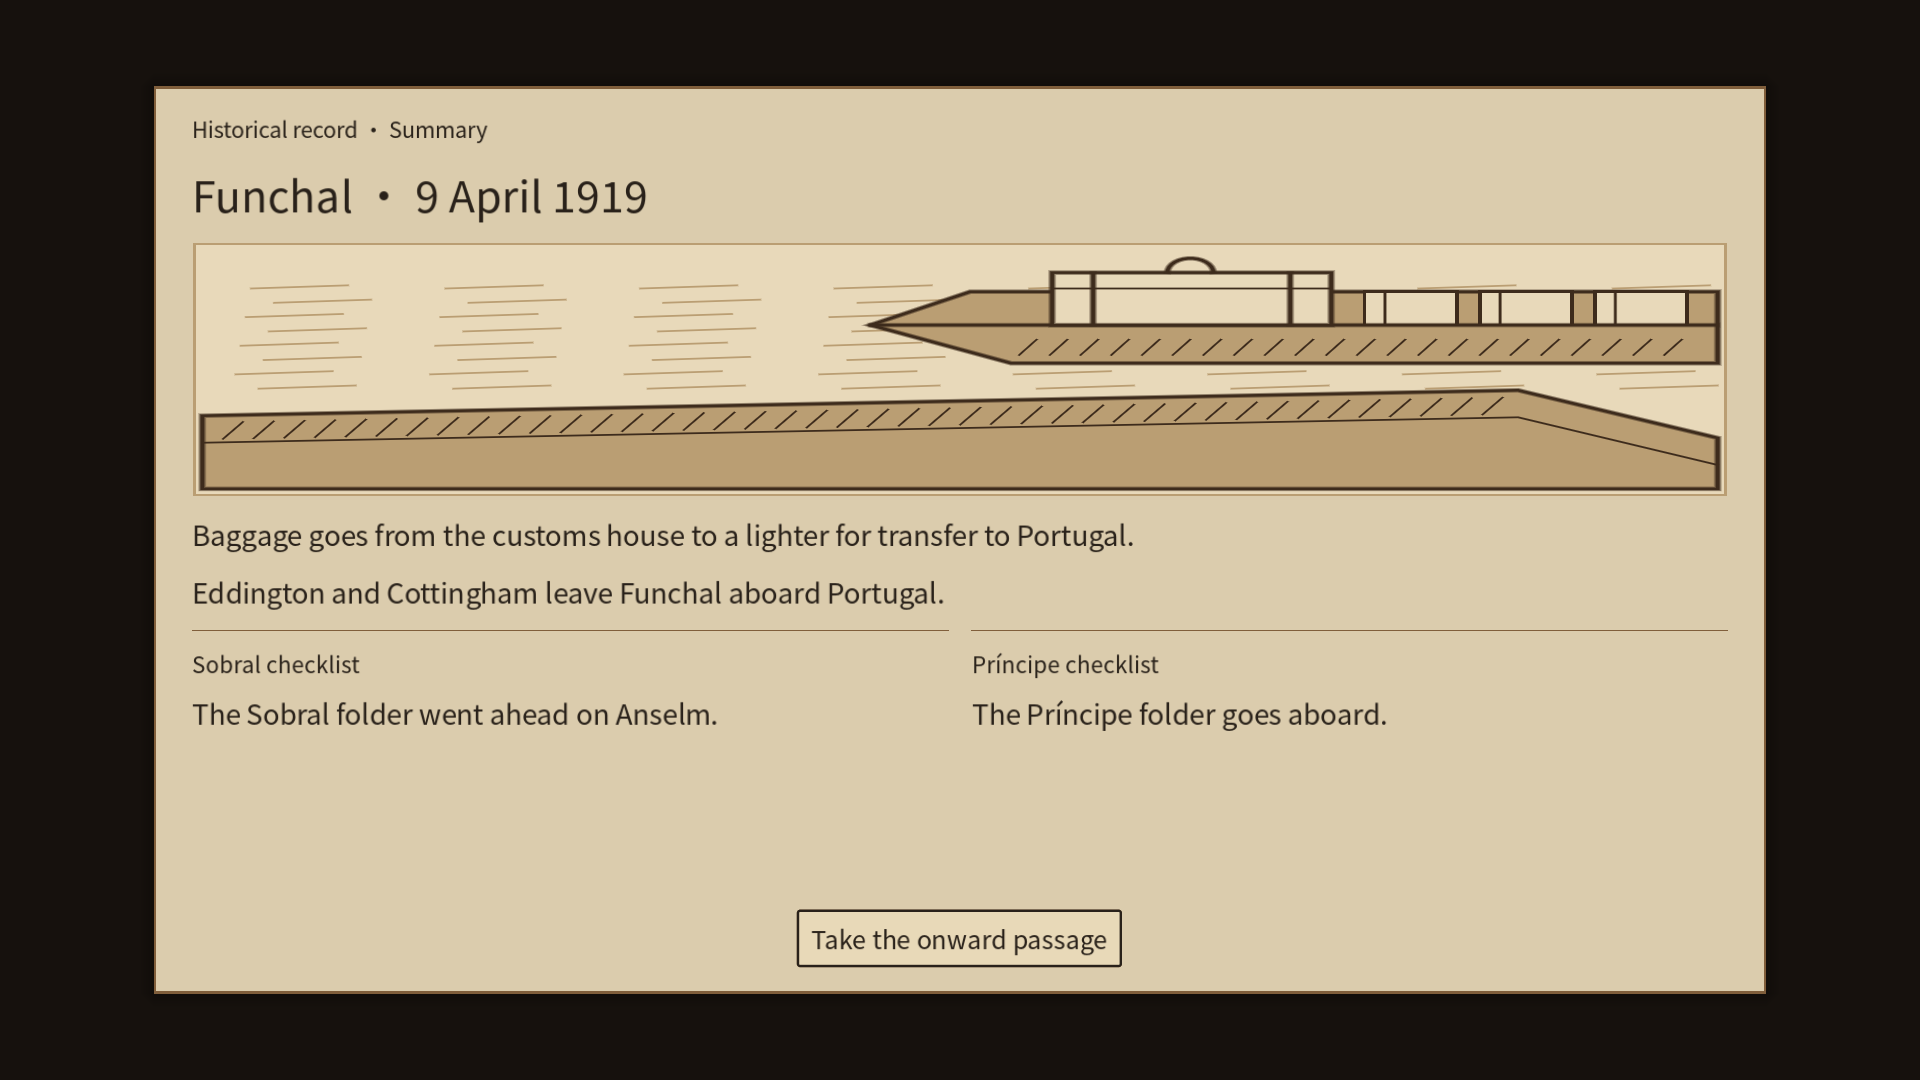 Historical record • Summary
Funchal • 9 April 1919
Baggage goes from the customs house to a lighter for transfer to Portugal.
Eddington and Cottingham leave Funchal aboard Portugal.
Sobral checklist
The Sobral folder went ahead on Anselm.
Príncipe checklist
The Príncipe folder goes aboard.
Take the onward passage